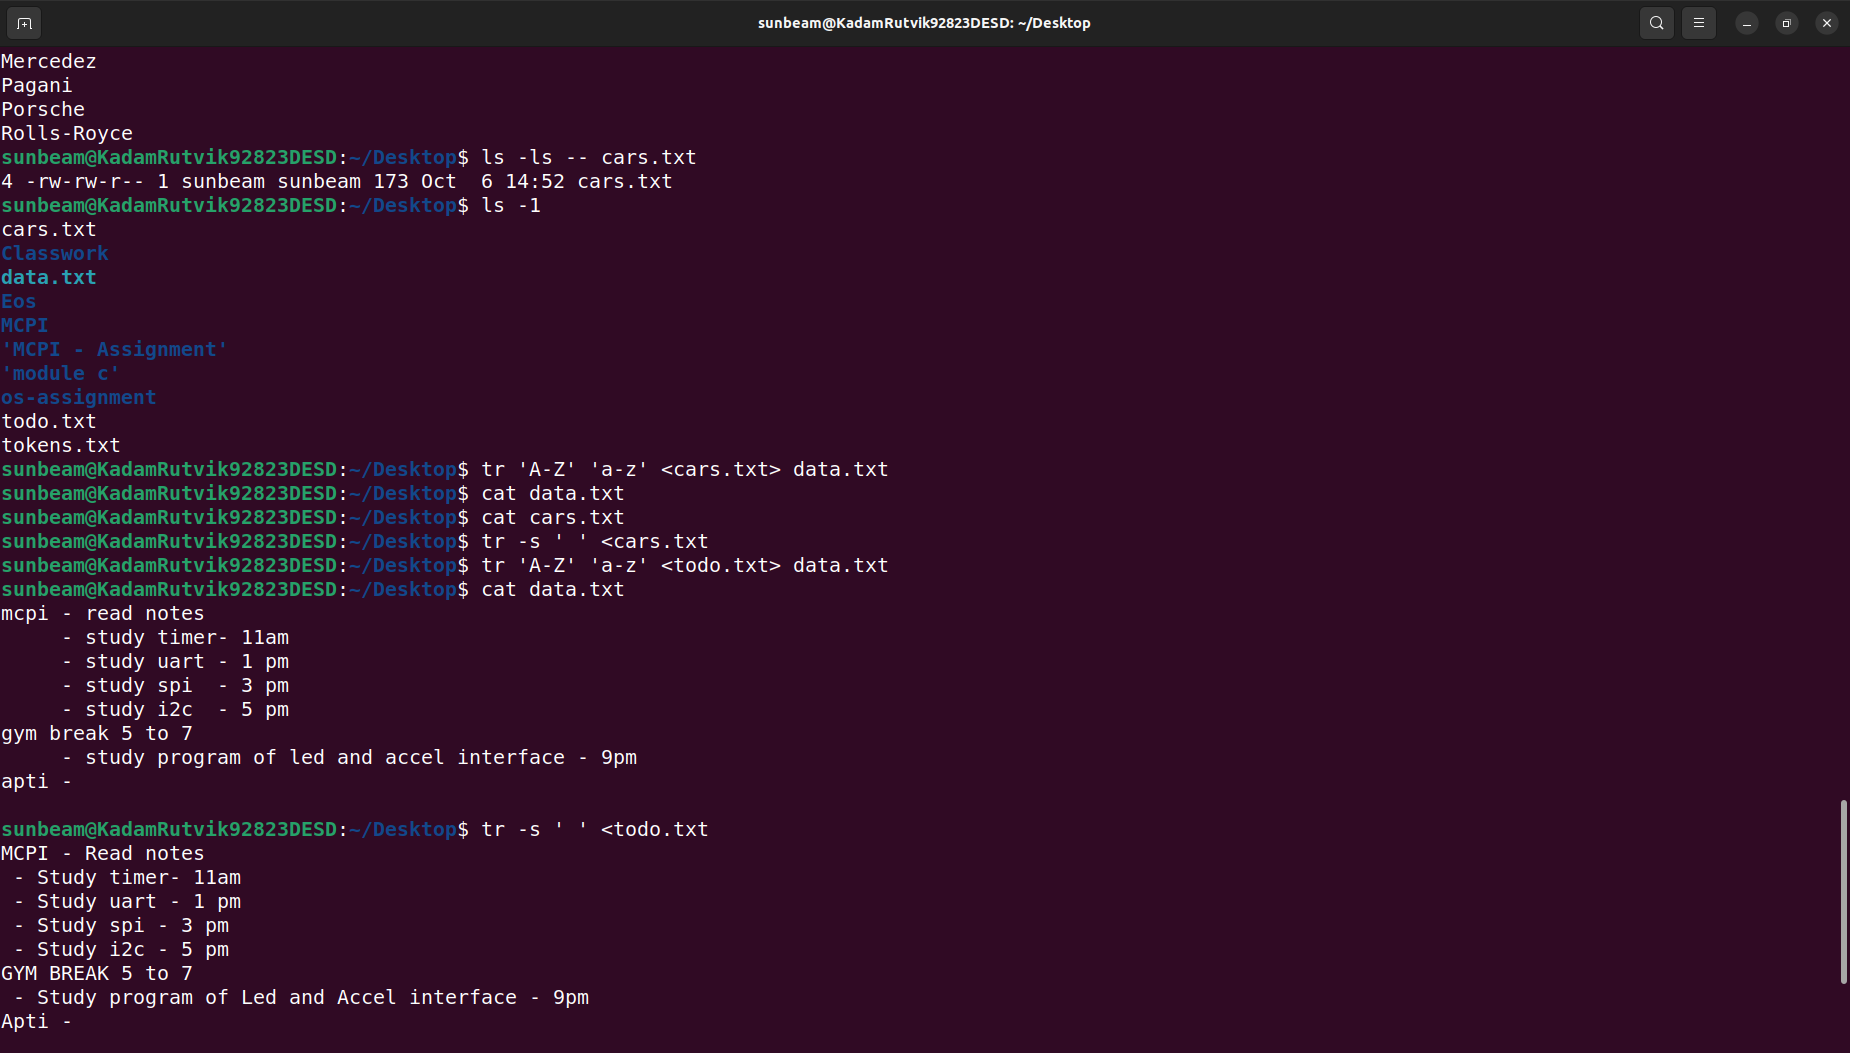 sunbeam@KadamRutvik92823DESD: ~/Desktop
Mercedez
Pagani
Porsche
Rolls-Royce
sunbeam@KadamRutvik92823DESD:~/Desktop$ ls -ls -- cars.txt
4 -rw-rw-r-- 1 sunbeam sunbeam 173 Oct  6 14:52 cars.txt
sunbeam@KadamRutvik92823DESD:~/Desktop$ ls -1
cars.txt
Classwork
data.txt
Eos
MCPI
'MCPI - Assignment'
'module c'
os-assignment
todo.txt
tokens.txt
sunbeam@KadamRutvik92823DESD:~/Desktop$ tr 'A-Z' 'a-z' <cars.txt> data.txt
sunbeam@KadamRutvik92823DESD:~/Desktop$ cat data.txt
sunbeam@KadamRutvik92823DESD:~/Desktop$ cat cars.txt
sunbeam@KadamRutvik92823DESD:~/Desktop$ tr -s ' ' <cars.txt
sunbeam@KadamRutvik92823DESD:~/Desktop$ tr 'A-Z' 'a-z' <todo.txt> data.txt
sunbeam@KadamRutvik92823DESD:~/Desktop$ cat data.txt
mcpi - read notes
     - study timer- 11am
     - study uart - 1 pm
     - study spi  - 3 pm
     - study i2c  - 5 pm
gym break 5 to 7
     - study program of led and accel interface - 9pm
apti -
sunbeam@KadamRutvik92823DESD:~/Desktop$ tr -s ' ' <todo.txt
MCPI - Read notes
 - Study timer- 11am
 - Study uart - 1 pm
 - Study spi - 3 pm
 - Study i2c - 5 pm
GYM BREAK 5 to 7
 - Study program of Led and Accel interface - 9pm
Apti -